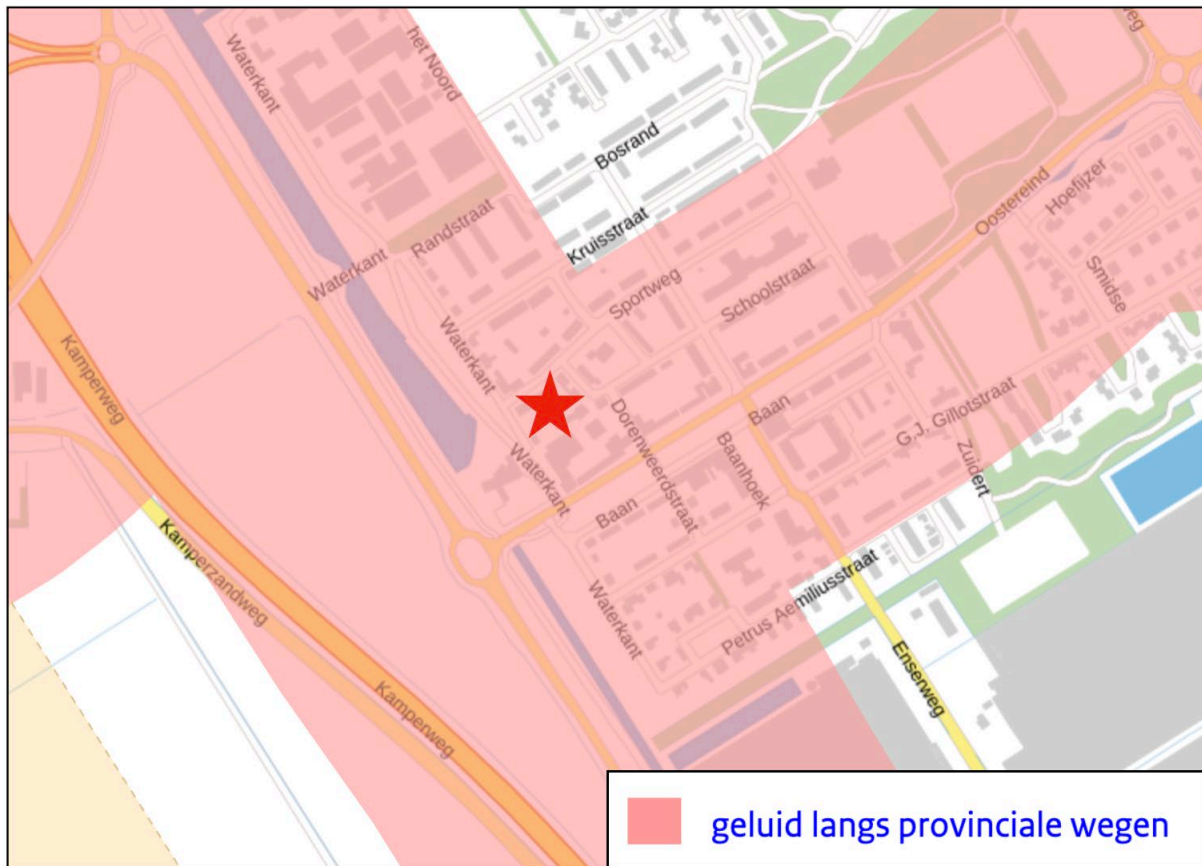 Waterkant
het Noord
weg
Bosrand
Hoefijzer
Oostereind
Randstraat
Kruisstraat
Waterkant
Smidse
Sportweg
Schoolstraat
Kamperweg
Waterkant
Baan
G.J. Gillotstraat
Dorenweerdstraat
Baanhoek
Zuidert
Waterkant
Baan
Kamperzandweg
Petrus Aemiliusstraat
Waterkant
Enserweg
Kamperweg
geluid langs provinciale wegen